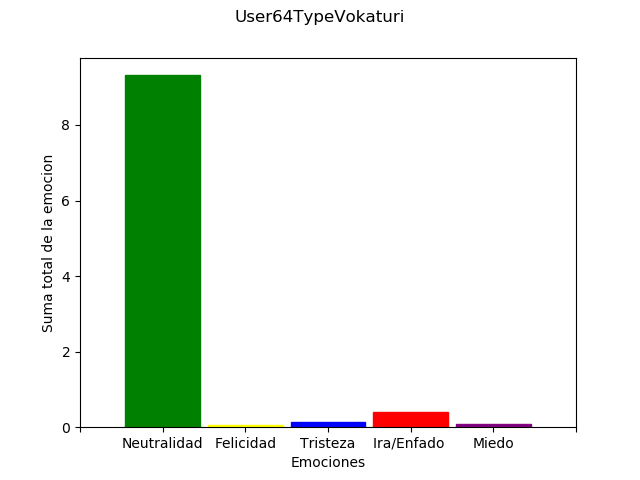 User64TypeVokaturi
8
6
4
2
0
Suma total de la emocion
Neutralidad Felicidad Tristeza Ira/Enfado Miedo
Emociones